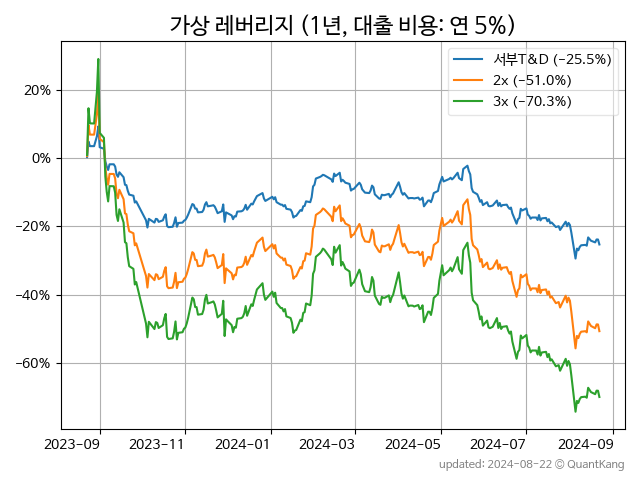 가상 레버리지 (1년, 대출 비용: 연 5%)
서부T&D (−25.5%)
2x (−51.0%)
3x (−70.3%)
20%
0%
−20%
−40%
−60%
2023-09 2023-11 2024-01 2024-03 2024-05 2024-07 2024-09
updated: 2024-08-22 © QuantKang